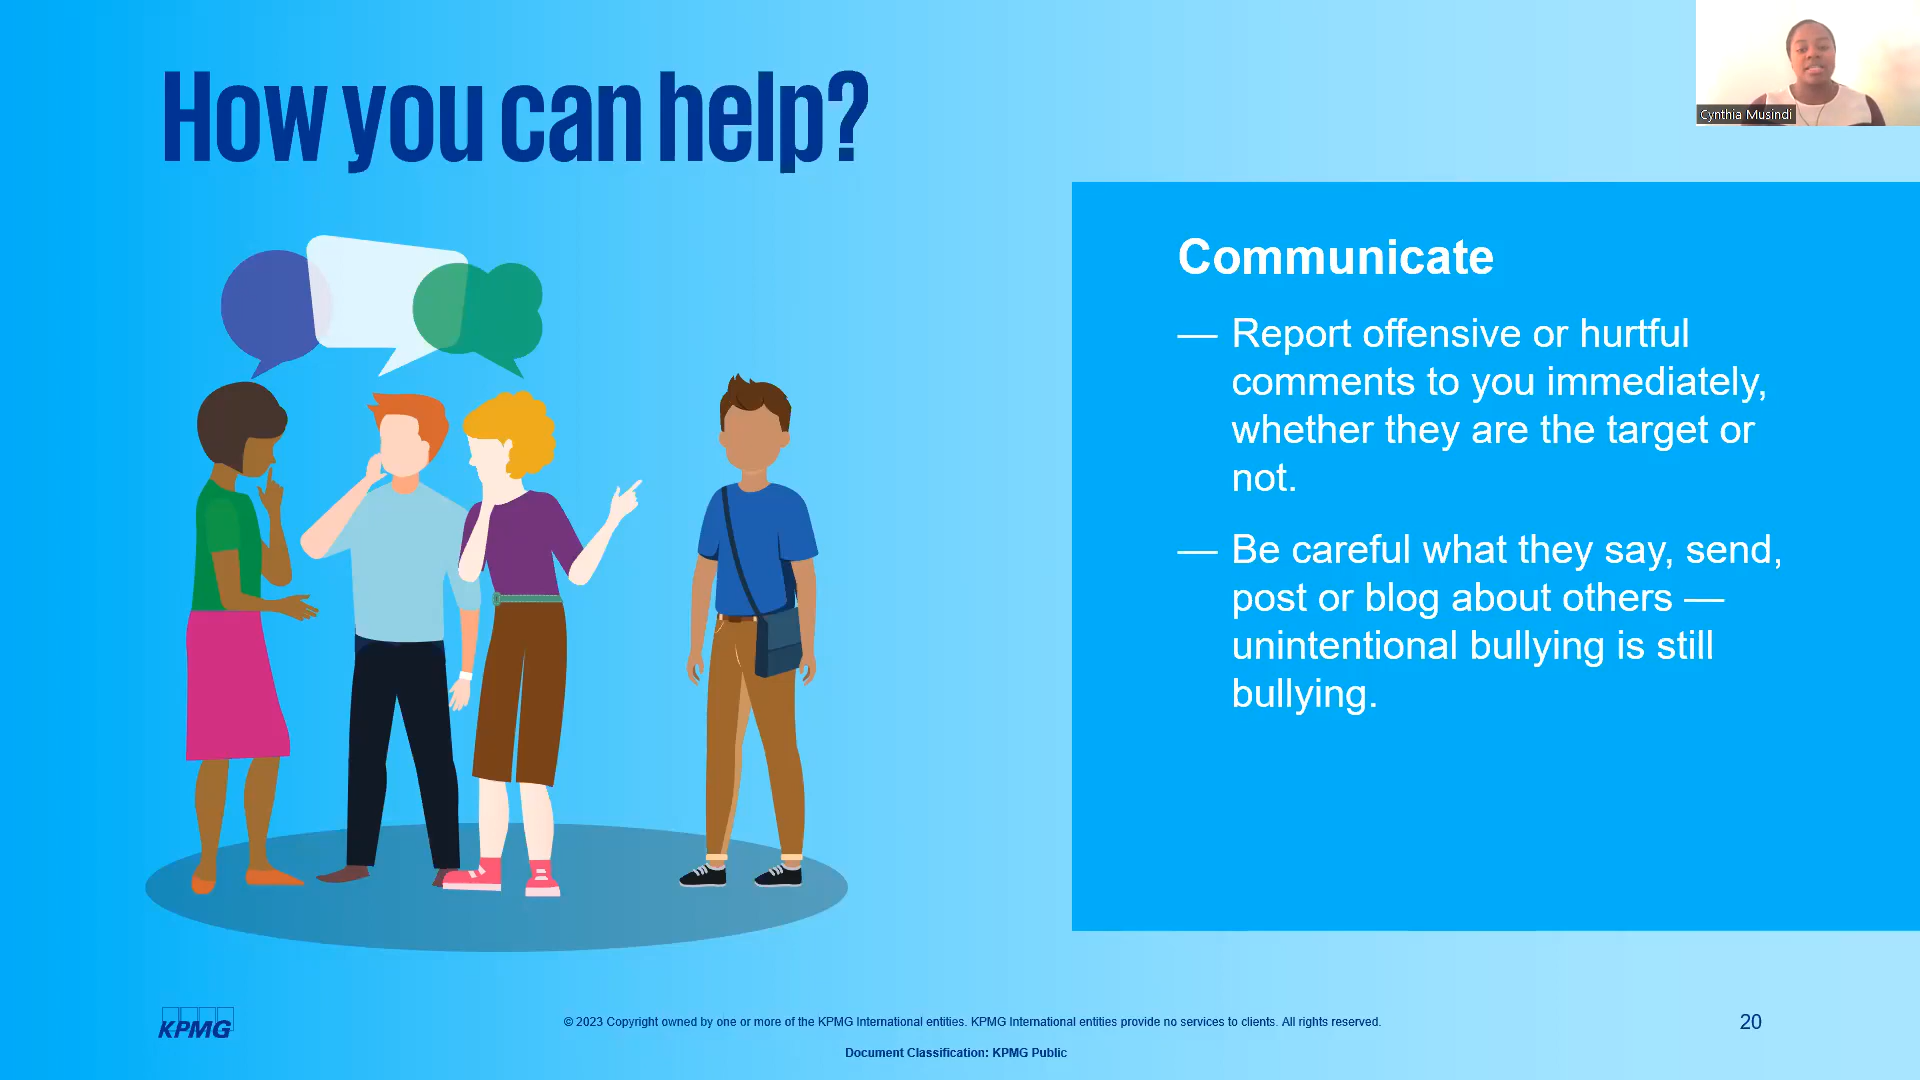 How you can help?
Cynthia Musindi
Communicate
— Report offensive or hurtful
comments to you immediately,
whether they are the target or
not.
— Be careful what they say, send,
post or blog about others —
unintentional bullying is still
bullying.
KPMG
© 2023 Copyright owned by one or more of the KPMG International entities. KPMG International entities provide no services to clients. All rights reserved.
20
Document Classification: KPMG Public